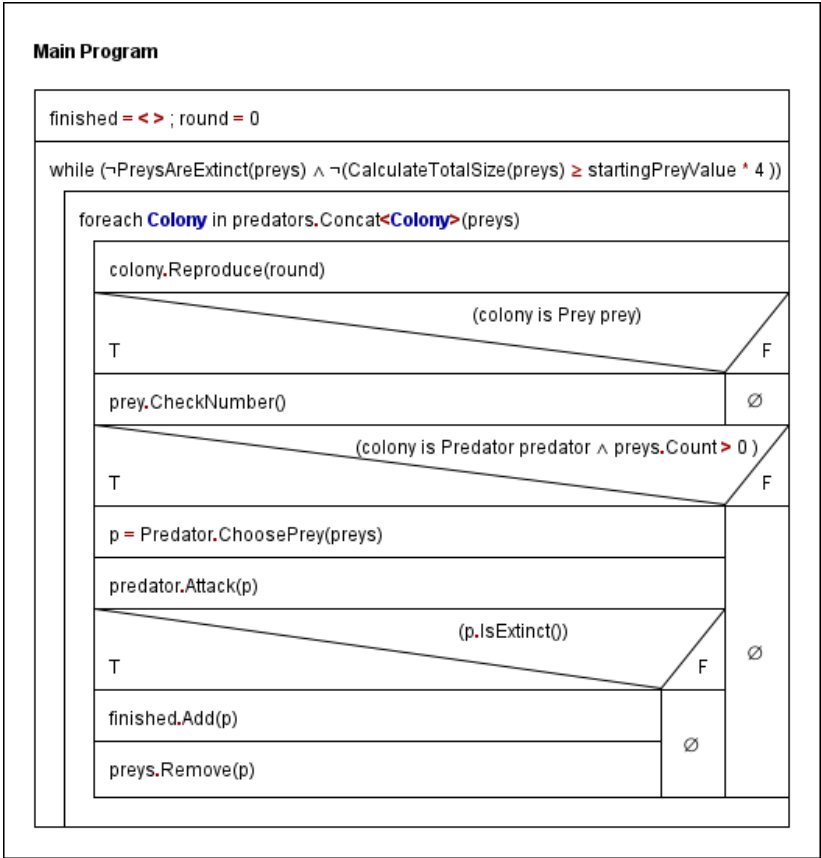 Main Program
finished = < > ; round = 0
while (¬PreysAreExtinct(preys) ∧ ¬(CalculateTotalSize(preys) ≥ startingPreyValue * 4 ))
foreach Colony in predators.Concat<Colony>(preys)
colony.Reproduce(round)
(colony is Prey prey)
T F
prey.CheckNumber() ∅
(colony is Predator predator ∧ preys.Count > 0 )
T F
p = Predator.ChoosePrey(preys)
predator.Attack(p)
(p.IsExtinct())
∅
T F
finished.Add(p)
∅
preys.Remove(p)